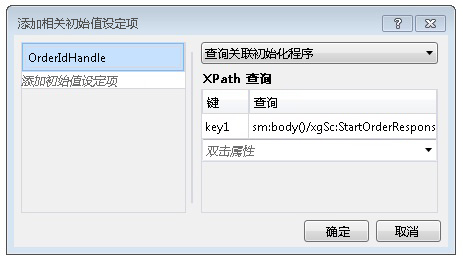 添加相关初始值设定项
OrderIdHandle
添加初始值设定项
查询关联初始化程序
XPath 查询
键 查询
key1 sm:body()/xgSc:StartOrderRespons
双击属性
确定 取消